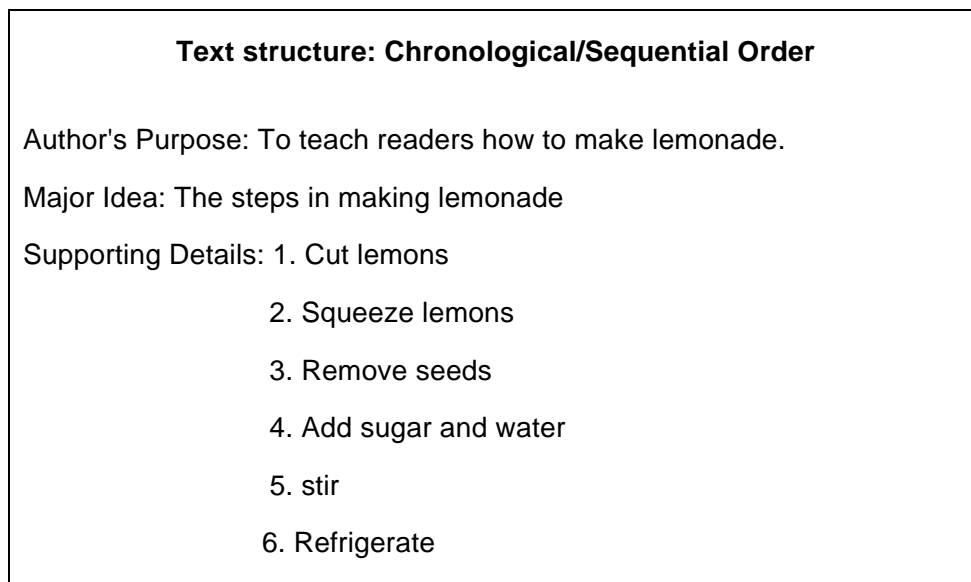 Text structure: Chronological/Sequential Order
Author's Purpose: To teach readers how to make lemonade.
Major Idea: The steps in making lemonade
Supporting Details: 1. Cut lemons
2. Squeeze lemons
3. Remove seeds
4. Add sugar and water
5. stir
6. Refrigerate